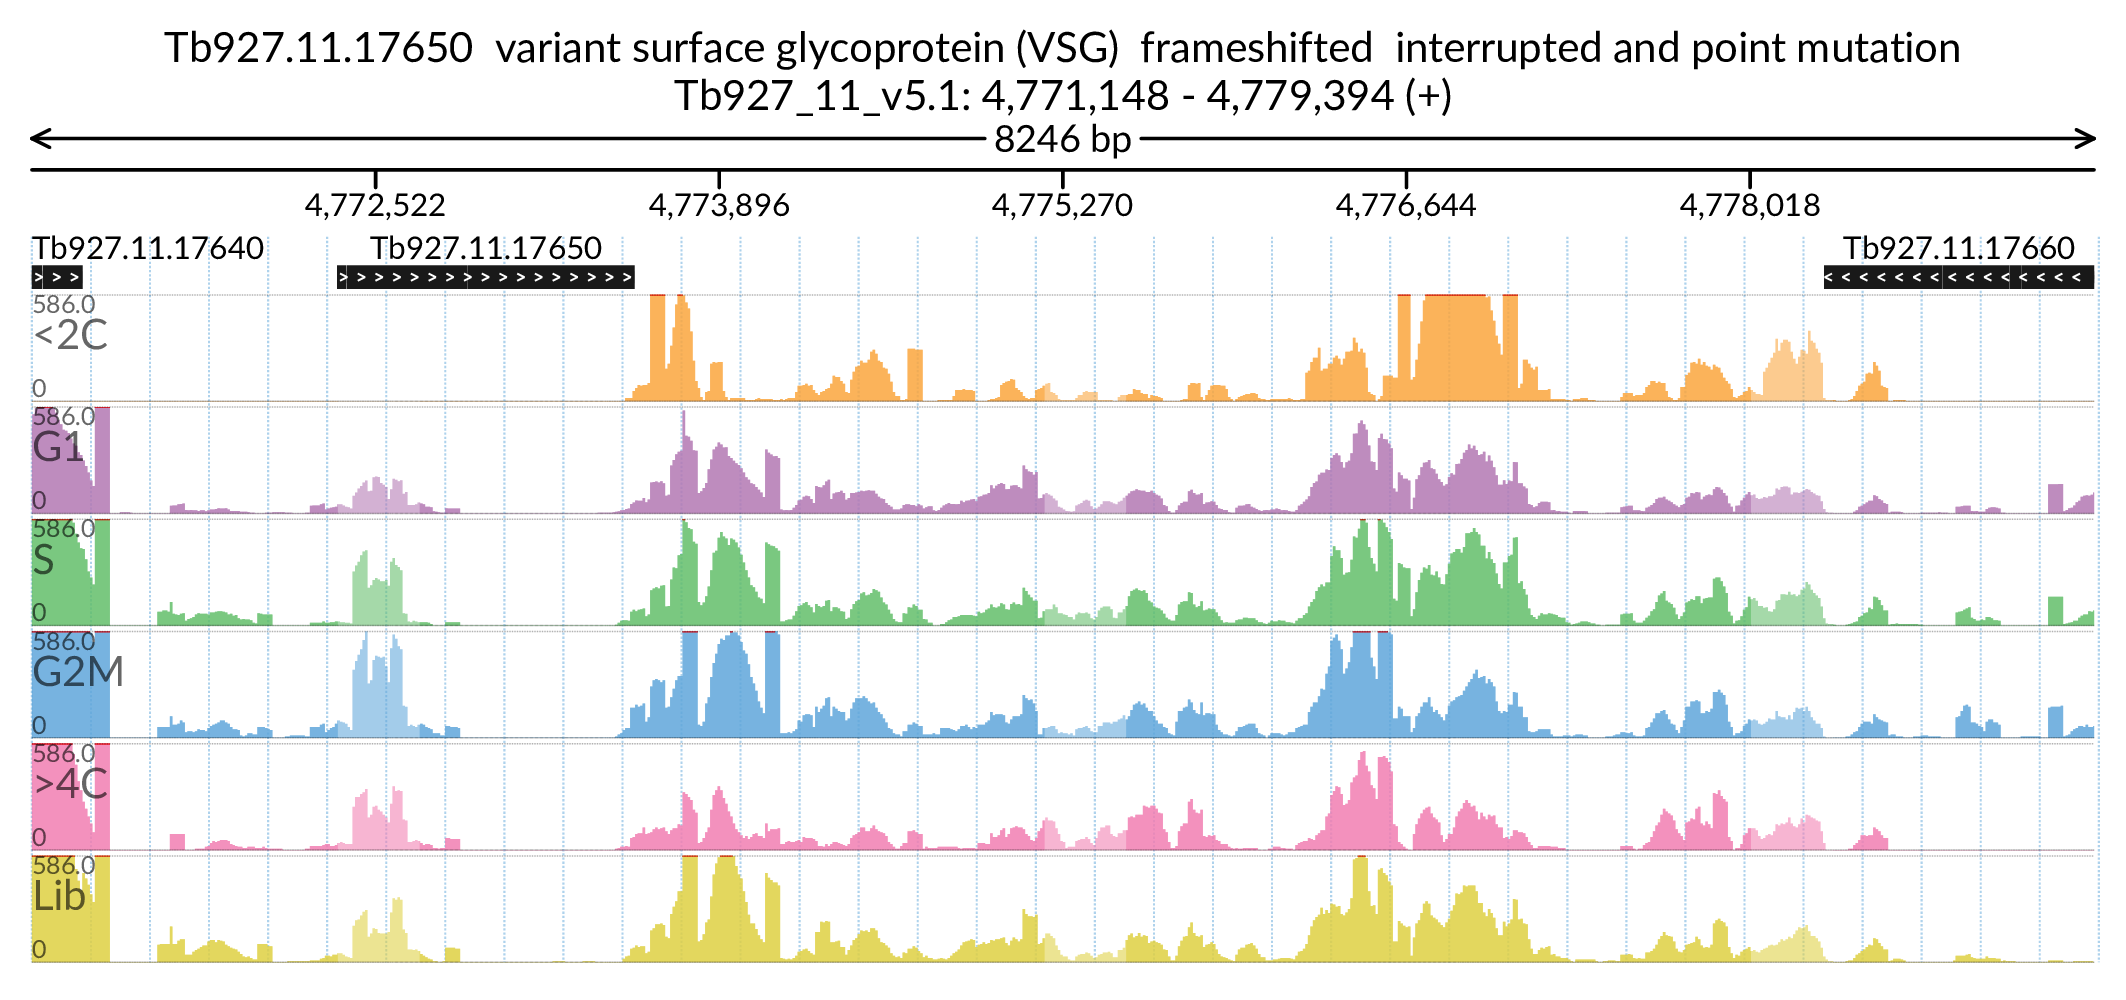 Tb927.11.17650  variant surface glycoprotein (VSG)  frameshifted  interrupted and point mutation
Tb927_11_v5.1: 4,771,148 - 4,779,394 (+)
8246 bp
4,772,522 4,773,896 4,775,270 4,776,644 4,778,018
Tb927.11.17640 Tb927.11.17650 Tb927.11.17660
586.0
<2C
0
586.0
G1
0
586.0
S
0
586.0
G2M
0
586.0
>4C
0
586.0
Lib
0